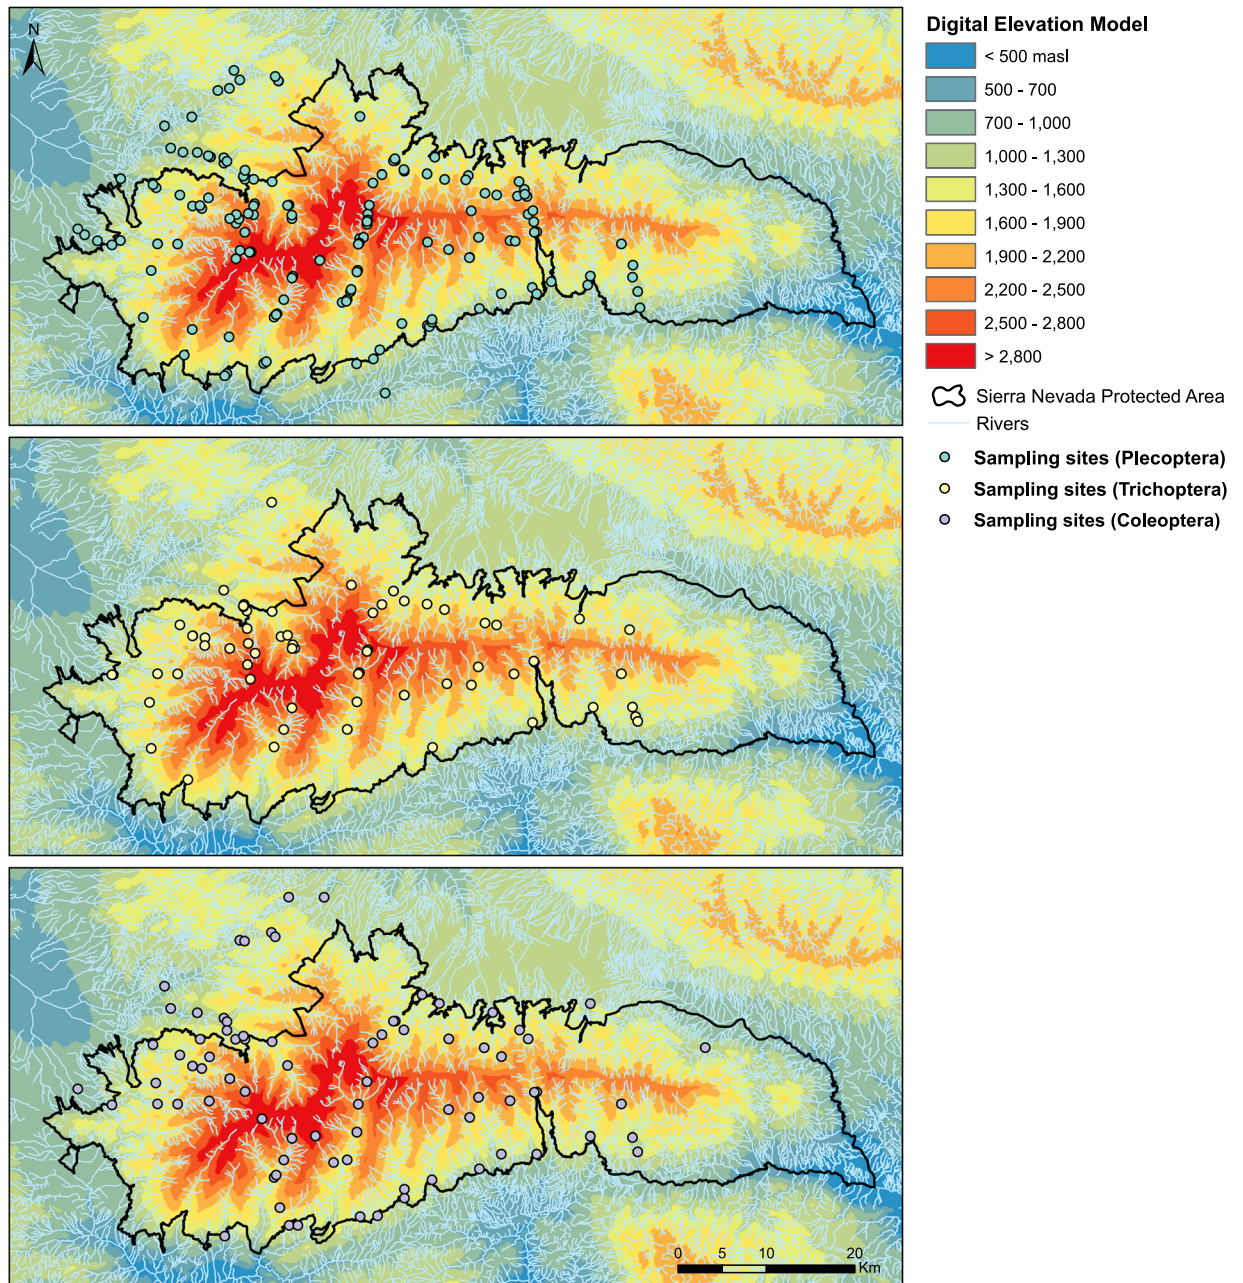 N
Digital Elevation Model
< 500 masl
500 - 700
700 - 1,000
1,000 - 1,300
1,300 - 1,600
1,600 - 1,900
1,900 - 2,200
2,200 - 2,500
2,500 - 2,800
> 2,800
Sierra Nevada Protected Area
Rivers
Sampling sites (Plecoptera)
Sampling sites (Trichoptera)
Sampling sites (Coleoptera)
0 5 10 20
Km